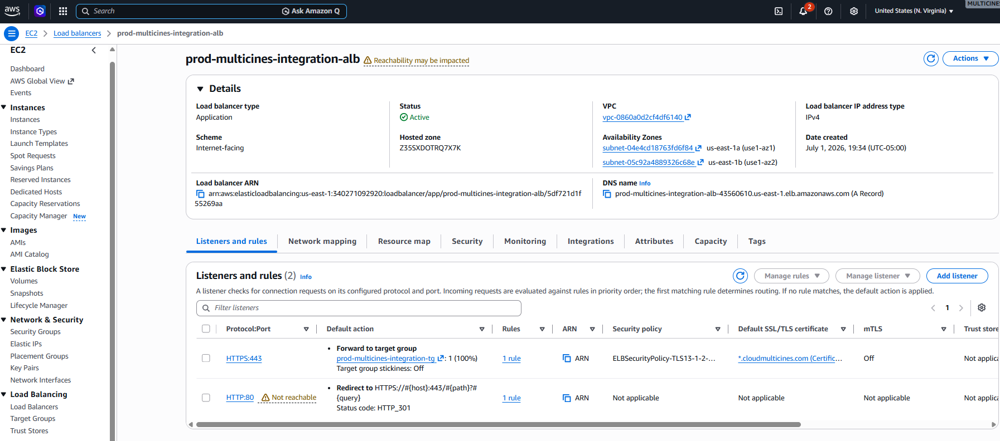 aws
Search
Ask Amazon Q
2
United States (N. Virginia)
MULTICINES
EC2
Load balancers
prod-multicines-integration-alb
EC2
Dashboard
AWS Global View
Events
Instances
Instances
Instance Types
Launch Templates
Spot Requests
Savings Plans
Reserved Instances
Dedicated Hosts
Capacity Reservations
Capacity Manager New
Images
AMIs
AMI Catalog
Elastic Block Store
Volumes
Snapshots
Lifecycle Manager
Network & Security
Security Groups
Elastic IPs
Placement Groups
Key Pairs
Network Interfaces
Load Balancing
Load Balancers
Target Groups
Trust Stores
prod-multicines-integration-alb
Reachability may be impacted
Actions
Details
Load balancer type
Application
Status
Active
VPC
vpc-0860a0d2cf4df6140
Load balancer IP address type
IPv4
Scheme
Internet-facing
Hosted zone
Z35SXDOTRQ7X7K
Availability Zones
subnet-04e4cd18763fd6f84 us-east-1a (use1-az1)
subnet-05c92a4889326c68e us-east-1b (use1-az2)
Date created
July 1, 2026, 19:34 (UTC-05:00)
Load balancer ARN
arn:aws:elasticloadbalancing:us-east-1:340271092920:loadbalancer/app/prod-multicines-integration-alb/5df721d1f
55269aa
DNS name Info
prod-multicines-integration-alb-43560610.us-east-1.elb.amazonaws.com (A Record)
Listeners and rules
Network mapping
Resource map
Security
Monitoring
Integrations
Attributes
Capacity
Tags
Listeners and rules (2) Info
Manage rules
Manage listener
Add listener
A listener checks for connection requests on its configured protocol and port. Incoming requests are evaluated against rules in priority order; the first matching rule determines routing. If no rule matches, the default action is applied.
Filter listeners
1
Protocol:Port
Default action
Rules
ARN
Security policy
Default SSL/TLS certificate
mTLS
Trust store
HTTPS:443
• Forward to target group
prod-multicines-integration-tg : 1 (100%)
Target group stickiness: Off
1 rule
ARN
ELBSecurityPolicy-TLS13-1-2-...
*.cloudmulticines.com (Certific...
Off
Not applica
HTTP:80
Not reachable
• Redirect to HTTPS://#{host}:443/#{path}?#
{query}
Status code: HTTP_301
1 rule
ARN
Not applicable
Not applicable
Not applicable
Not applica